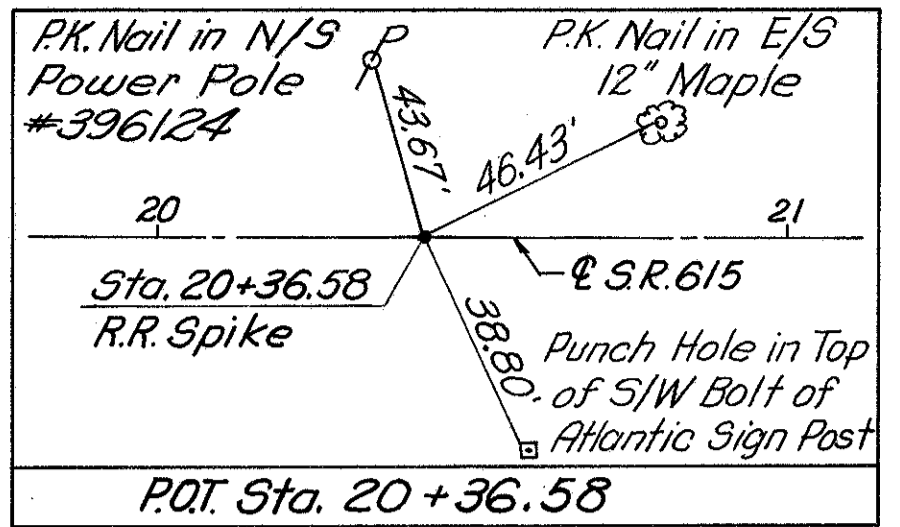 P.K. Nail in N/S
Power Pole
#396124
P
P.K. Nail in E/S
12" Maple
43.67'
46.43'
20
21
Sta. 20+36.58
R.R. Spike
℄ S.R. 615
38.80'
Punch Hole in Top
of S/W Bolt of
Atlantic Sign Post
P.O.T. Sta. 20 +36.58